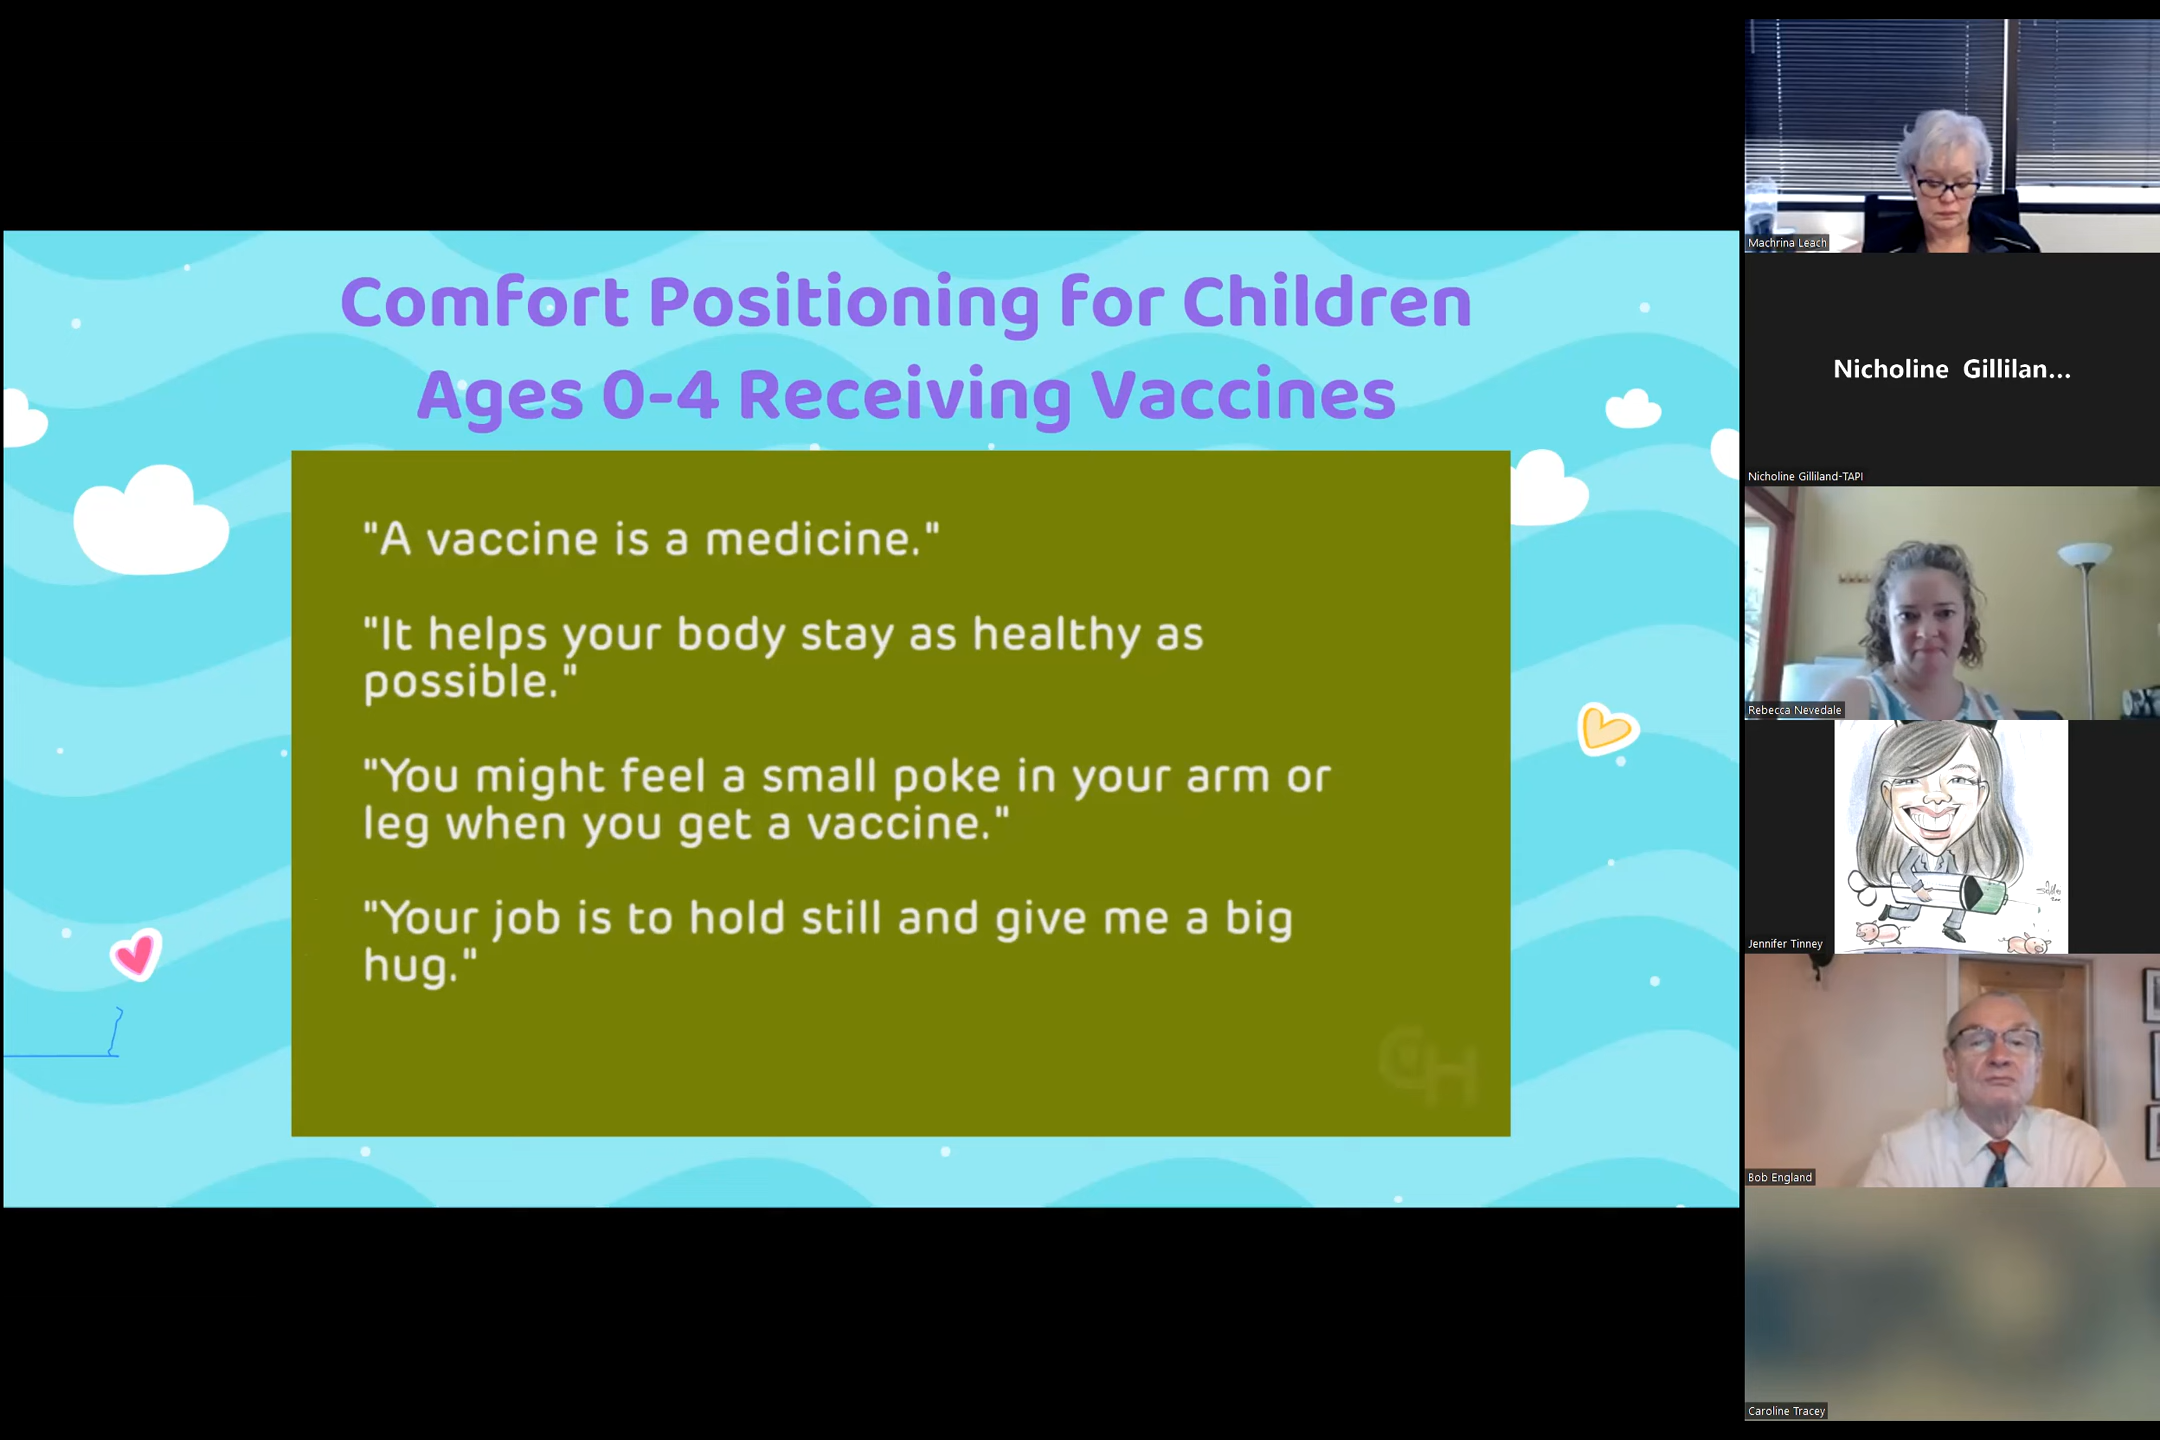 Comfort Positioning for Children
Ages 0-4 Receiving Vaccines
"A vaccine is a medicine."
"It helps your body stay as healthy as
possible."
"You might feel a small poke in your arm or
leg when you get a vaccine."
"Your job is to hold still and give me a big
hug."
CH
Machrina Leach
Nicholine Gillilan...
Nicholine Gilliland-TAPI
Rebecca Nevedale
Jennifer Tinney
Bob England
Caroline Tracey